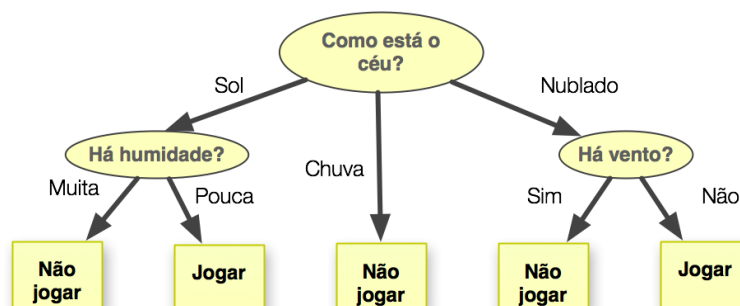 Como está o
céu?
Sol
Nublado
Há humidade?
Chuva
Há vento?
Muita
Pouca
Sim
Não
Não
jogar
Jogar
Não
jogar
Não
jogar
Jogar